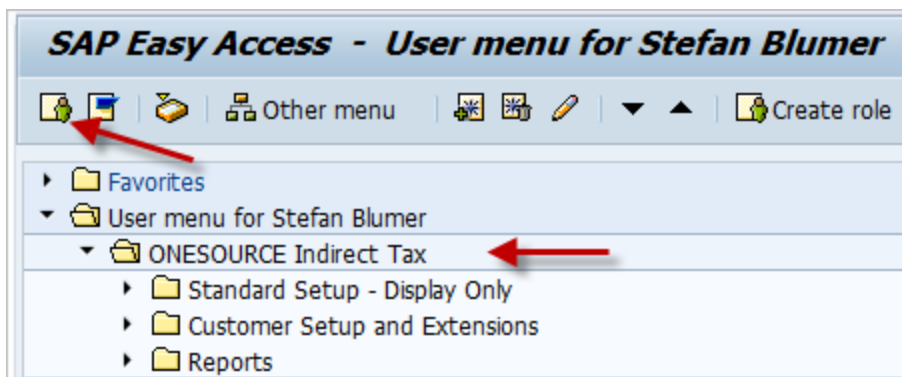 SAP Easy Access - User menu for Stefan Blumer
Other menu Create role
Favorites
User menu for Stefan Blumer
ONESOURCE Indirect Tax
Standard Setup - Display Only
Customer Setup and Extensions
Reports